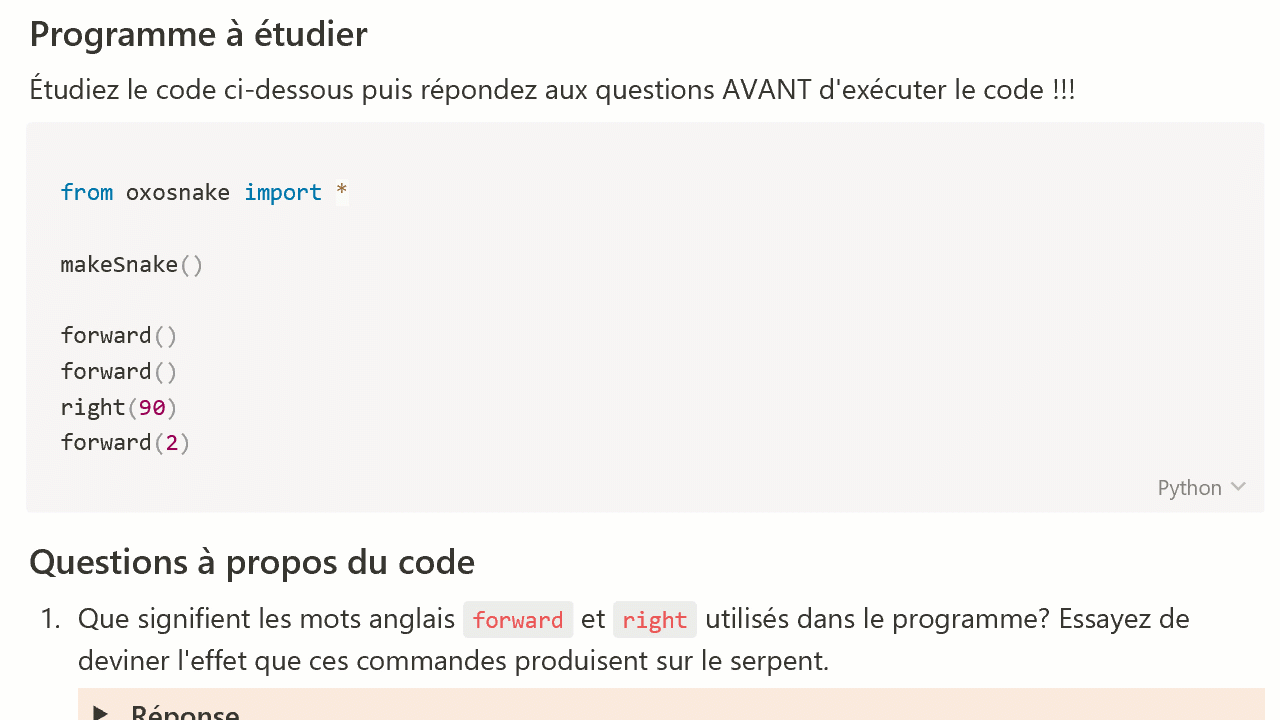 Programme à étudier
Étudiez le code ci-dessous puis répondez aux questions AVANT d'exécuter le code !!!
from oxosnake import *
makeSnake()
forward()
forward()
right(90)
forward(2)
Python
Questions à propos du code
1. Que signifient les mots anglais forward et right utilisés dans le programme? Essayez de
deviner l'effet que ces commandes produisent sur le serpent.
Réponse